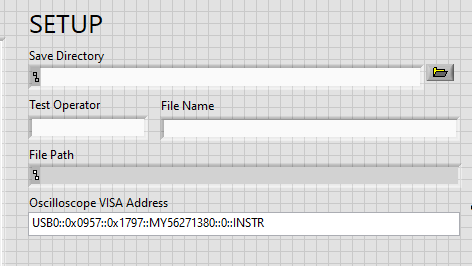 SETUP
Save Directory
Test Operator File Name
File Path
Oscilloscope VISA Address
USB0::0x0957::0x1797::MY56271380::0::INSTR